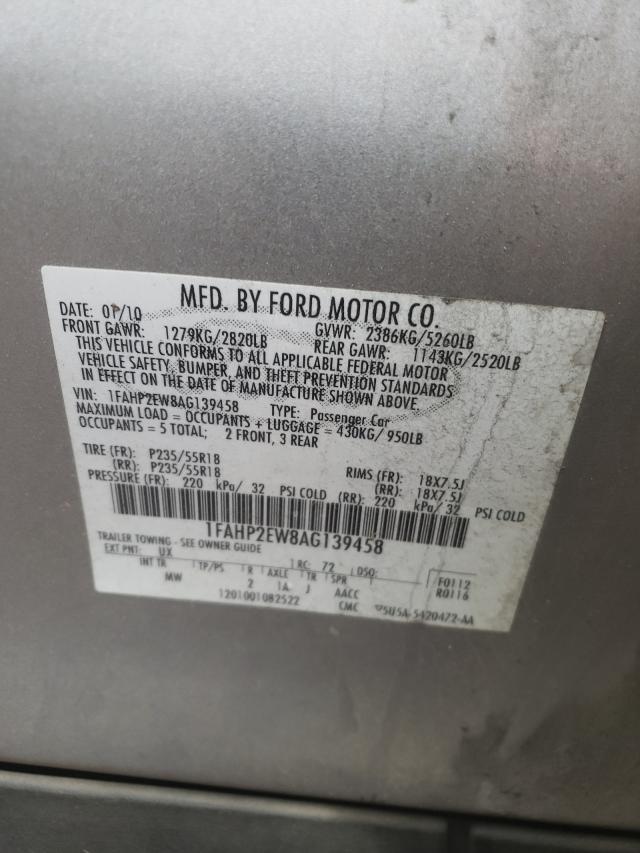 MFD. BY FORD MOTOR CO.
DATE: 01/10 GVWR: 2386KG/5260LB
FRONT GAWR: 1279KG/2820LB REAR GAWR: 1143KG/2520LB
THIS VEHICLE CONFORMS TO ALL APPLICABLE FEDERAL MOTOR
VEHICLE SAFETY, BUMPER, AND THEFT PREVENTION STANDARDS
IN EFFECT ON THE DATE OF MANUFACTURE SHOWN ABOVE.
VIN: 1FAHP2EW8AG139458 TYPE: Passenger Car
MAXIMUM LOAD = OCCUPANTS + LUGGAGE = 430KG/ 950LB
OCCUPANTS = 5 TOTAL; 2 FRONT, 3 REAR
TIRE (FR): P235/55R18 RIMS (FR): 18X7.5J
(RR): P235/55R18 (RR): 18X7.5J
PRESSURE (FR): 220 kPa/ 32 PSI COLD (RR): 220 kPa/ 32 PSI COLD
1FAHP2EW8AG139458
TRAILER TOWING - SEE OWNER GUIDE
EXT PNT: UX RC: 72 DSO: F0112
INT TR TP/PS R AXLE TR SPR R0116
MW 2 1A J AACC
1201001082522 CMC 5U5A-5420472-AA